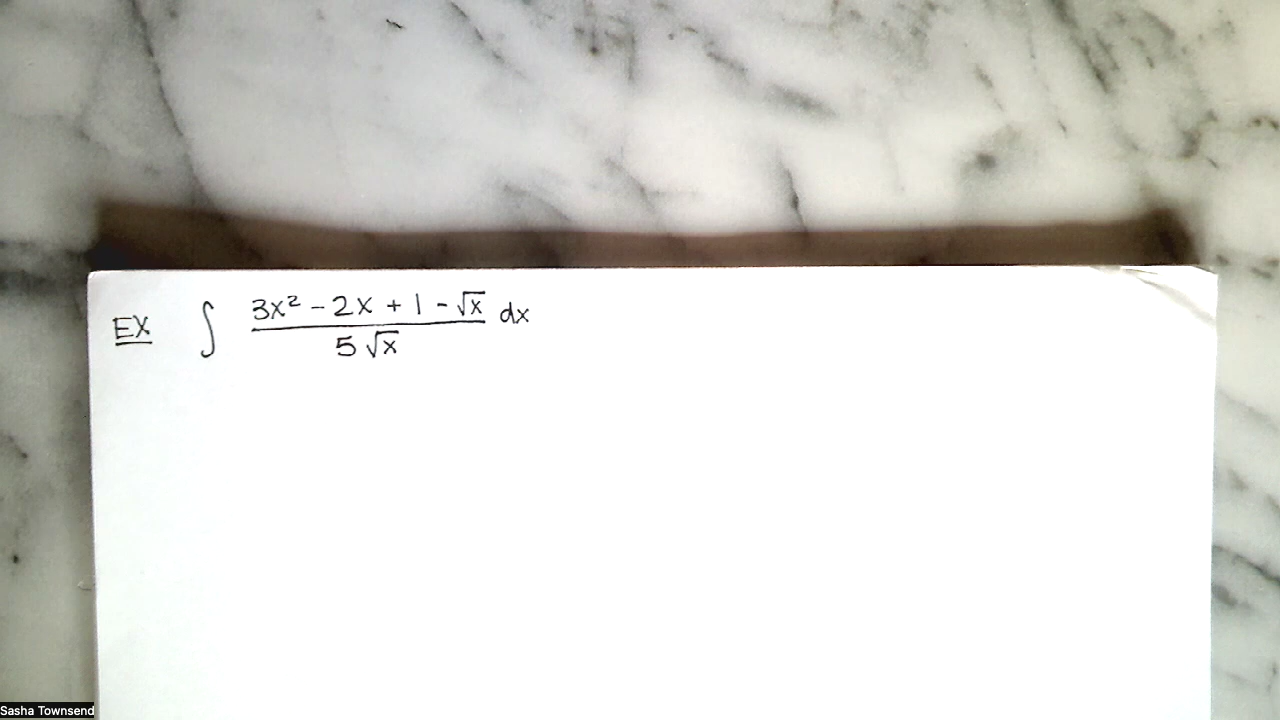 EX ∫ 3x² - 2x + 1 - √x dx
5 √x
Sasha Townsend